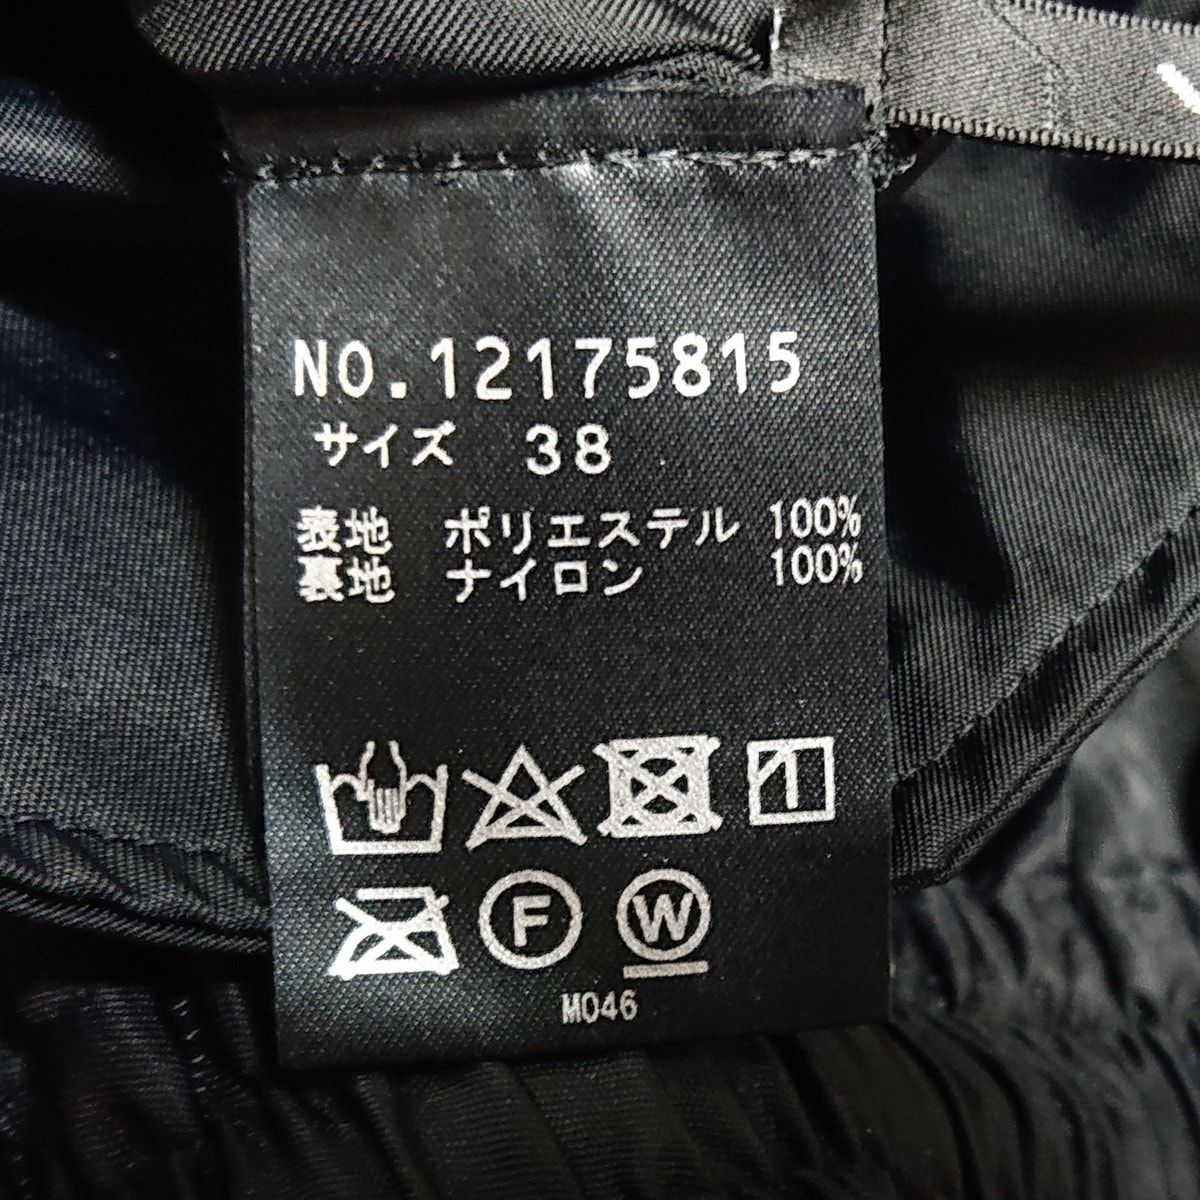 NO.12175815
サイズ 38
表地 ポリエステル 100%
裏地 ナイロン 100%
F W
M046